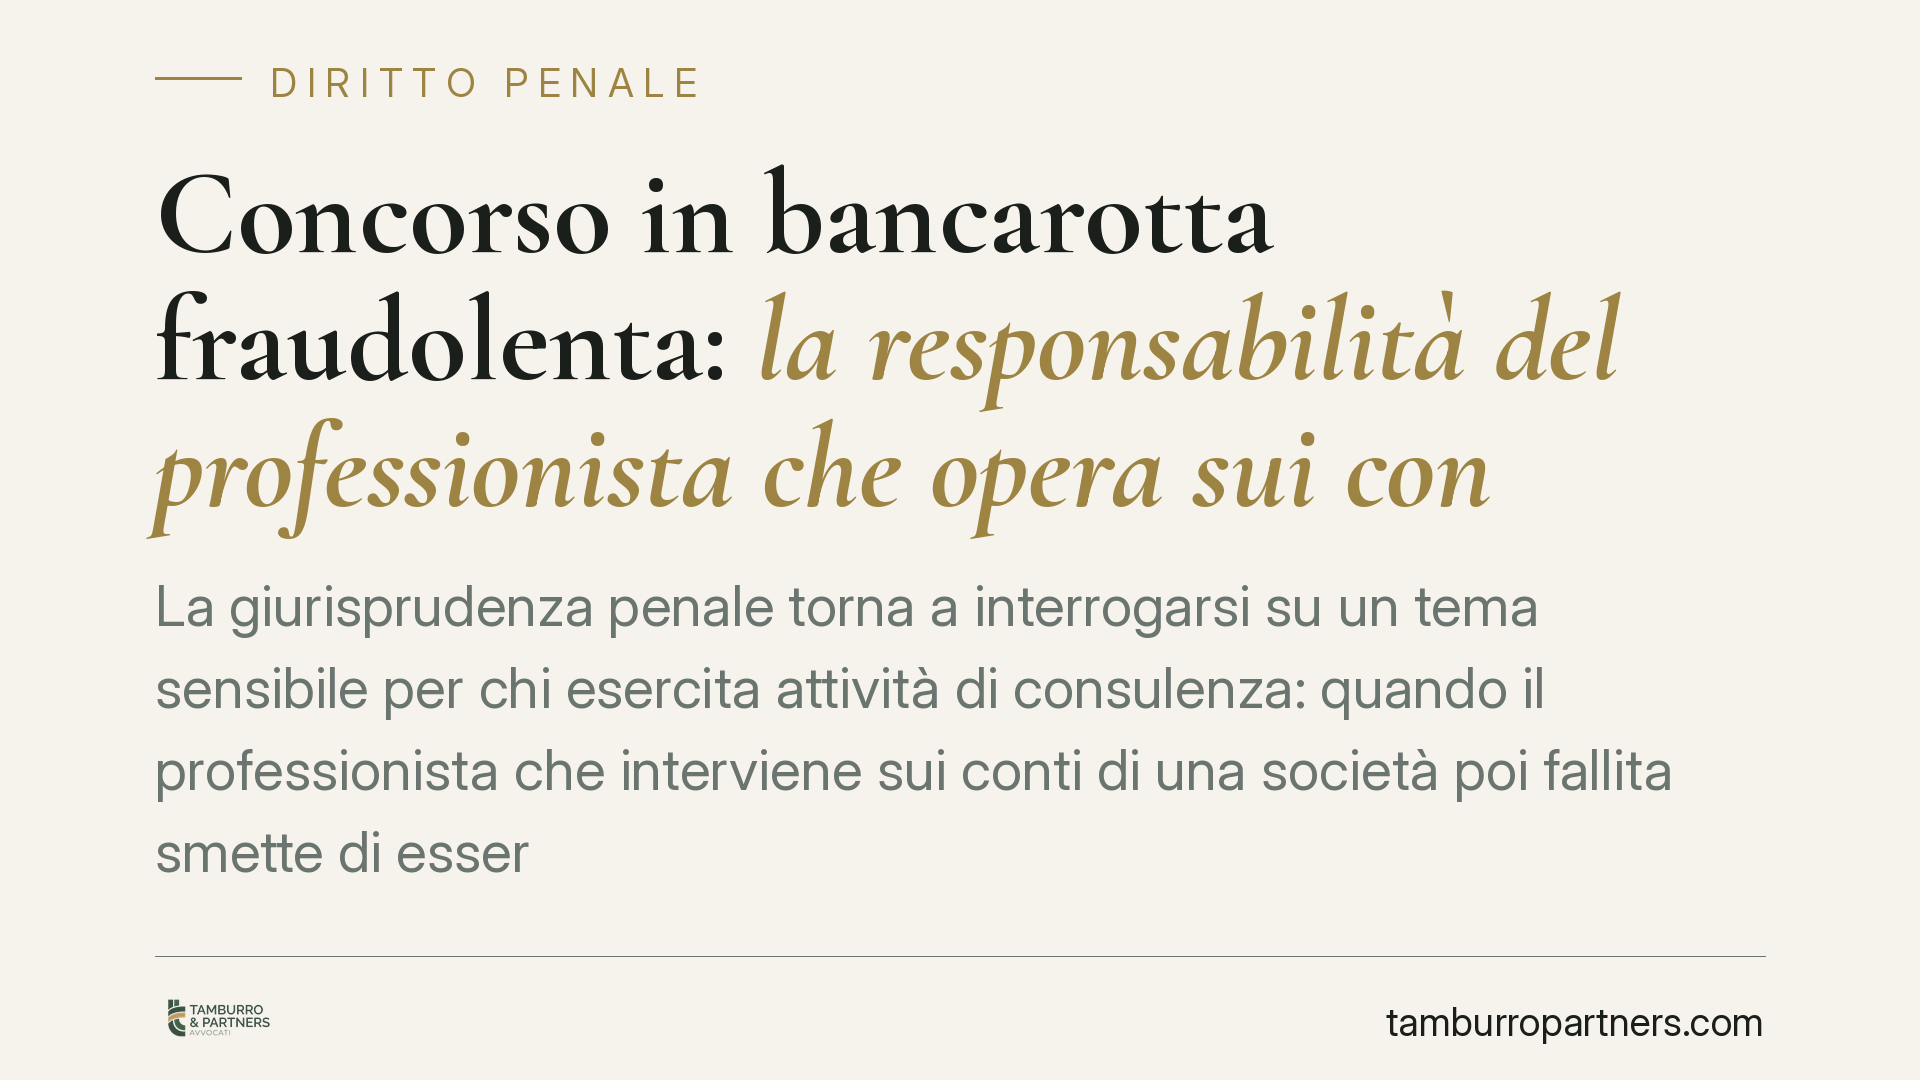 DIRITTO PENALE
Concorso in bancarotta
fraudolenta: la responsabilità del
professionista che opera sui con
La giurisprudenza penale torna a interrogarsi su un tema
sensibile per chi esercita attività di consulenza: quando il
professionista che interviene sui conti di una società poi fallita
smette di esser
TAMBURRO
& PARTNERS
AVVOCATI
tamburropartners.com